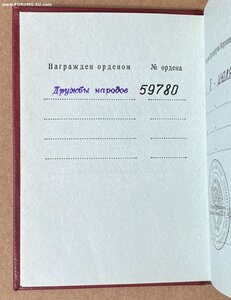 www.FORUMS-SU.com
Награжден орденом № ордена
Дружбы народов 59780